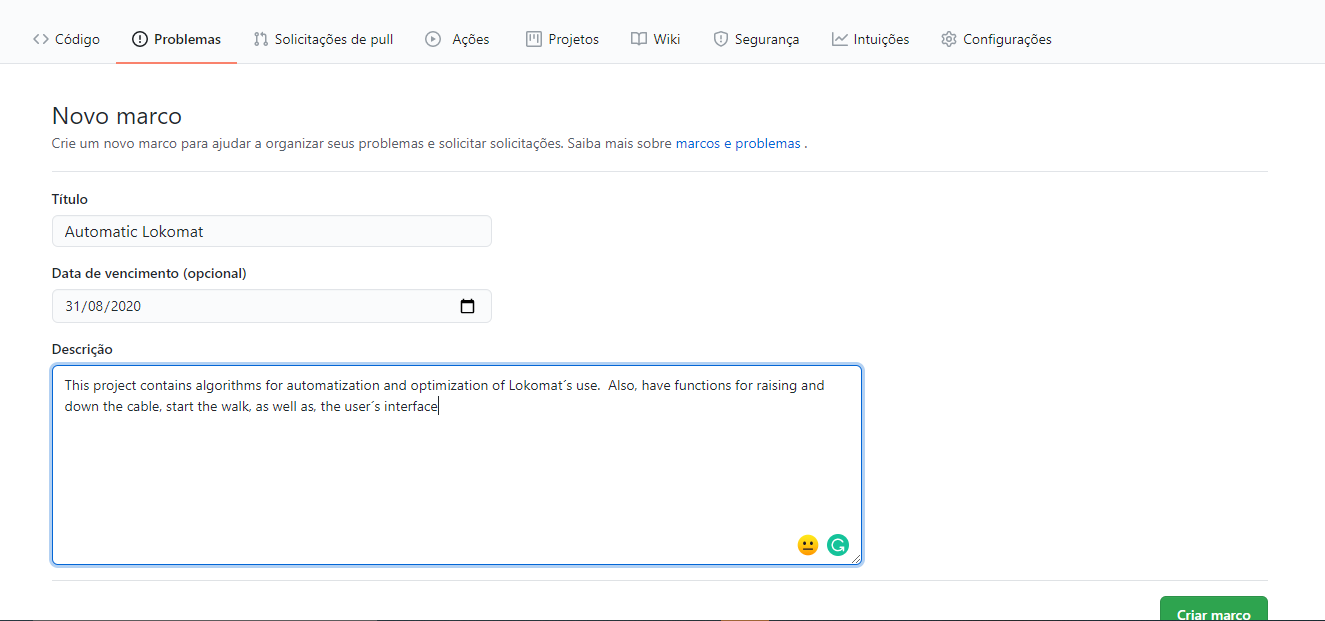 Código Problemas Solicitações de pull Ações Projetos Wiki Segurança Intuições Configurações
Novo marco
Crie um novo marco para ajudar a organizar seus problemas e solicitar solicitações. Saiba mais sobre marcos e problemas .
Título
Automatic Lokomat
Data de vencimento (opcional)
31/08/2020
Descrição
This project contains algorithms for automatization and optimization of Lokomat´s use.  Also, have functions for raising and
down the cable, start the walk, as well as, the user´s interface
Criar marco